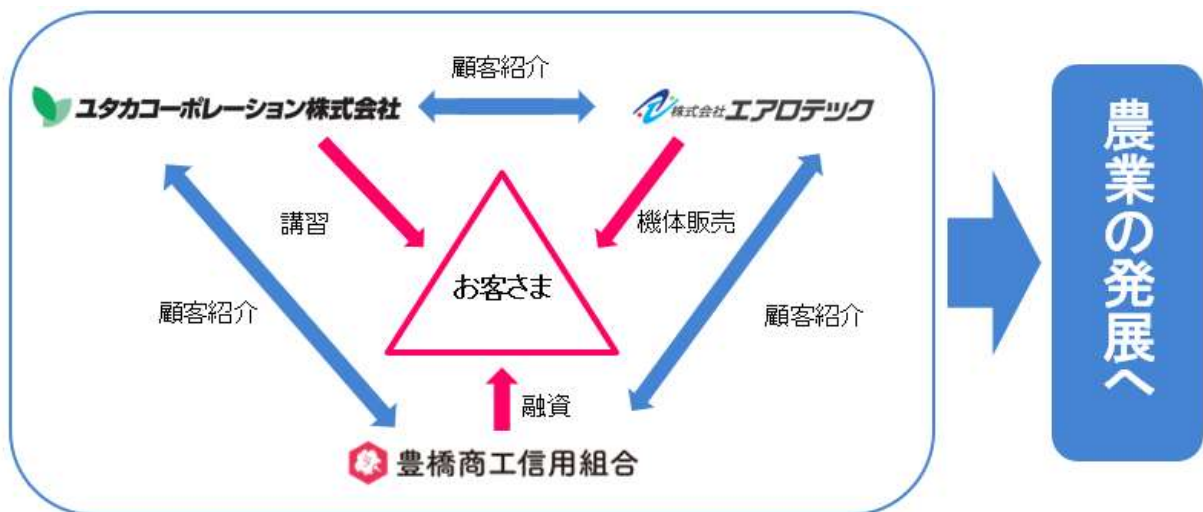 顧客紹介
ユタカコーポレーション株式会社
株式会社エアロテック
講習
機体販売
お客さま
顧客紹介
顧客紹介
融資
豊橋商工信用組合
農業の発展へ